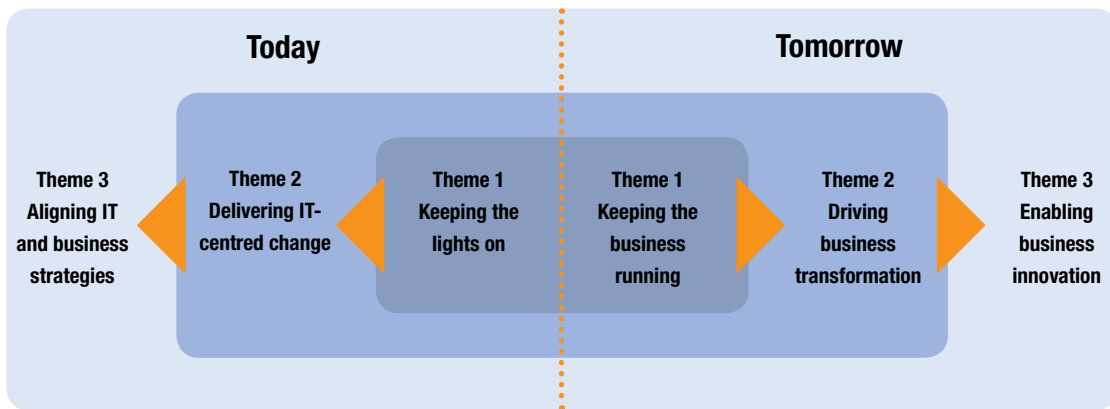 Today
Tomorrow
Theme 3
Aligning IT
and business
strategies
Theme 2
Delivering IT-
centred change
Theme 1
Keeping the
lights on
Theme 1
Keeping the
business
running
Theme 2
Driving
business
transformation
Theme 3
Enabling
business
innovation